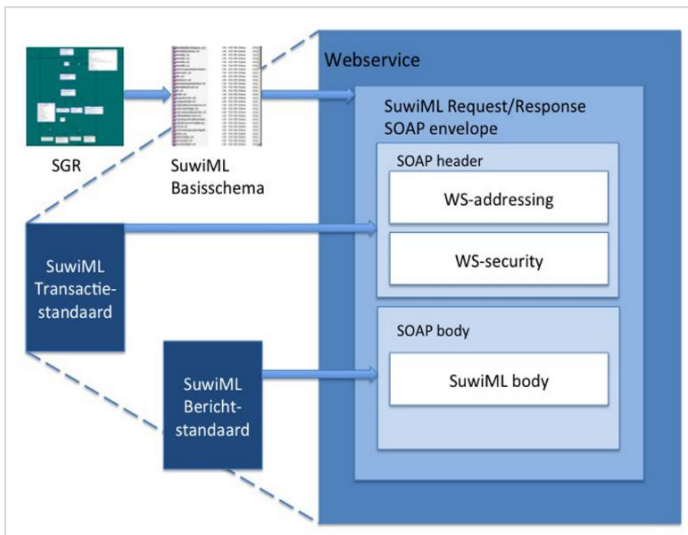 Webservice
SuwiML Request/Response
SOAP envelope
SOAP header
WS-addressing
WS-security
SOAP body
SuwiML body
SGR
SuwiML
Basisschema
SuwiML
Transactie-
standaard
SuwiML
Bericht-
standaard